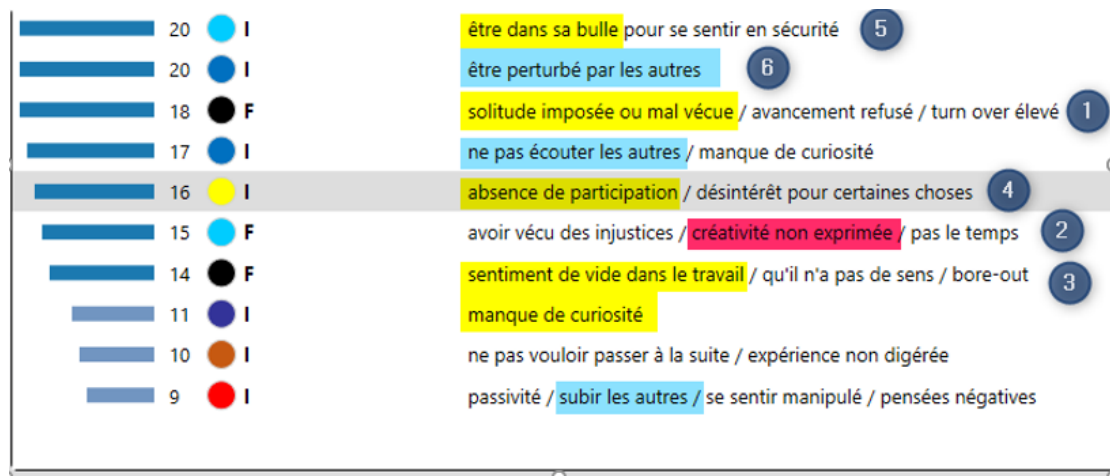 20 I être dans sa bulle pour se sentir en sécurité 5
20 I être perturbé par les autres 6
18 F solitude imposée ou mal vécue / avancement refusé / turn over élevé 1
17 I ne pas écouter les autres / manque de curiosité
16 I absence de participation / désintérêt pour certaines choses 4
15 F avoir vécu des injustices / créativité non exprimée / pas le temps 2
14 F sentiment de vide dans le travail / qu'il n'a pas de sens / bore-out 3
11 I manque de curiosité
10 I ne pas vouloir passer à la suite / expérience non digérée
9 I passivité / subir les autres / se sentir manipulé / pensées négatives